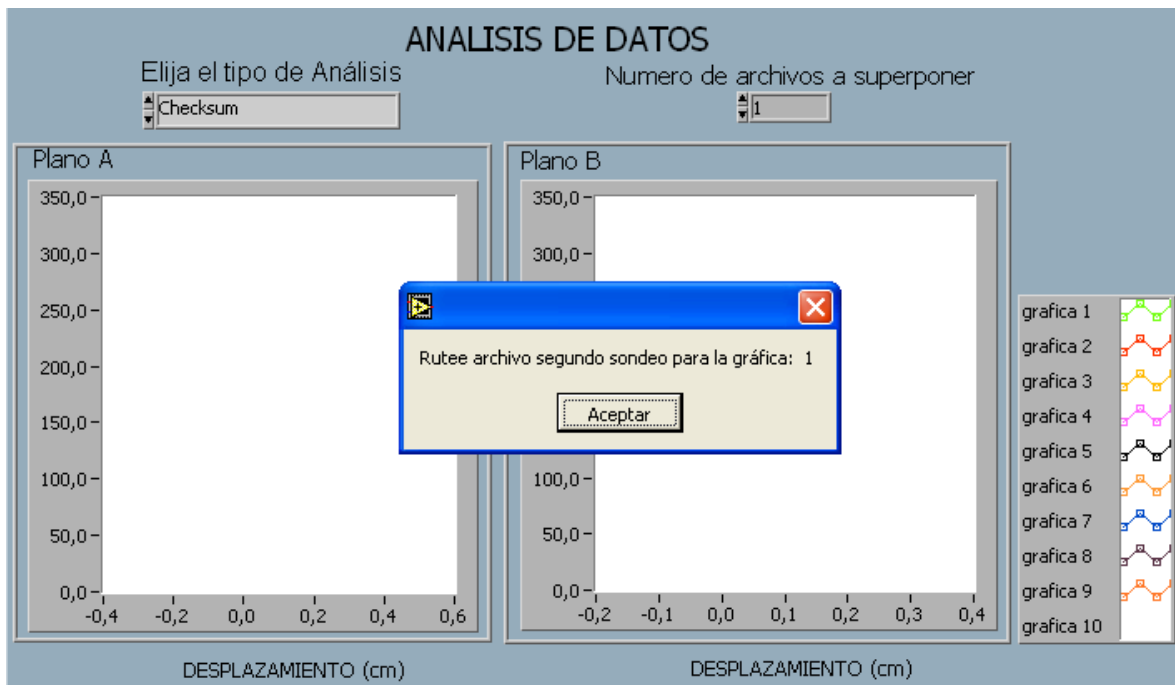 ANALISIS DE DATOS
Elija el tipo de Análisis
Numero de archivos a superponer
Checksum
1
Plano A
350,0
300,0
250,0
200,0
150,0
100,0
50,0
0,0
-0,4 -0,2 0,0 0,2 0,4 0,6
DESPLAZAMIENTO (cm)
Plano B
350,0
300,0
100,0
50,0
0,0
-0,2 -0,1 0,0 0,1 0,2 0,3 0,4
DESPLAZAMIENTO (cm)
Rutee archivo segundo sondeo para la gráfica: 1
Aceptar
grafica 1
grafica 2
grafica 3
grafica 4
grafica 5
grafica 6
grafica 7
grafica 8
grafica 9
grafica 10